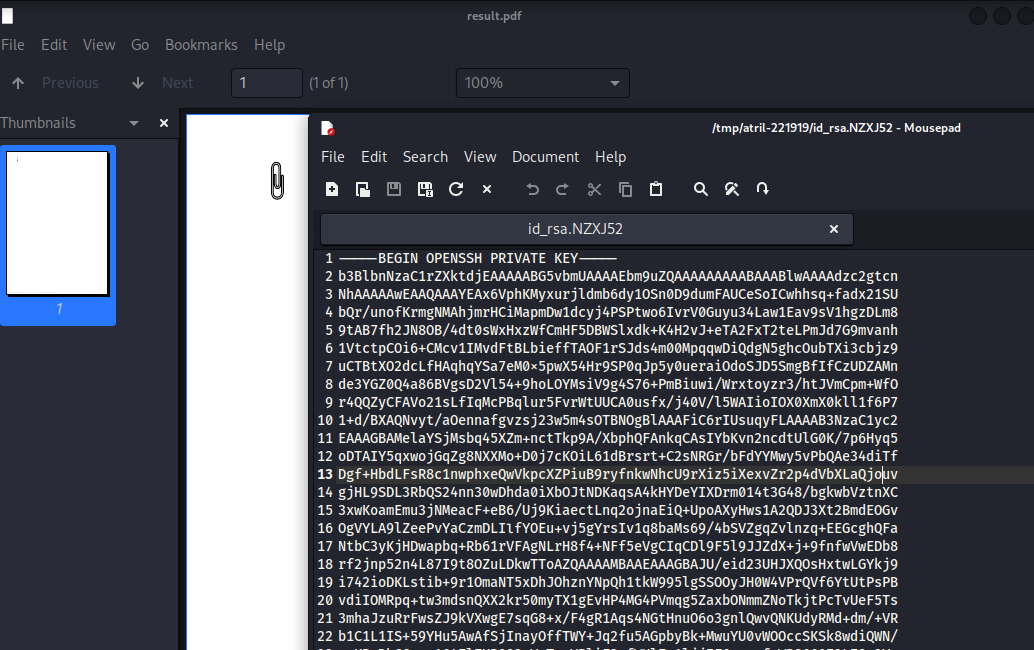 result.pdf
File Edit View Go Bookmarks Help
Previous Next 1 (1 of 1) 100%
Thumbnails
1
/tmp/atril-221919/id_rsa.NZXJ52 - Mousepad
File Edit Search View Document Help
id_rsa.NZXJ52
1 -----BEGIN OPENSSH PRIVATE KEY-----
2 b3BlbnNzaC1rZXktdjEAAAAABG5vbmUAAAAEbm9uZQAAAAAAAAABAAABlwAAAAdzc2gtcn
3 NhAAAAAwEAAQAAAYEAx6VphKMyxurjldmb6dy1OSn0D9dumFAUCeSoICwhhsq+fadx21SU
4 bQr/unofKrmgNMAhjmrHCiMapmDw1dcyj4PSPtwo6IvrV0Guyu34Law1Eav9sV1hgzDLm8
5 9tAB7fh2JN8OB/4dt0sWxHxzWfCmHF5DBWSlxdk+K4H2vJ+eTA2FxT2teLPmJd7G9mvanh
6 1VtctpCOi6+CMcv1IMvdFtBLbieffTAOF1rSJds4m00MpqqwDiQdgN5ghcOubTXi3cbjz9
7 uCTBtXO2dcLfHAqhqYSa7eM0×5pwX54Hr9SP0qJp5y0ueraiOdoSJD5SmgBfIfCzUDZAMn
8 de3YGZ0Q4a86BVgsD2Vl54+9hoLOYMsiV9g4S76+PmBiuwi/Wrxtoyzr3/htJVmCpm+WfO
9 r4QQZyCFAVo21sLfIqMcPBqlur5FvrWtUUCA0usfx/j40V/l5WAIioIOX0XmX0kll1f6P7
10 1+d/BXAQNvyt/aOennafgvzsj23w5m4sOTBNOgBlAAAFiC6rIUsuqyFLAAAAB3NzaC1yc2
11 EAAAGBAMelaYSjMsbq45XZm+nctTkp9A/XbphQFAnkqCAsIYbKvn2ncdtUlG0K/7p6Hyq5
12 oDTAIY5qxwojGqZg8NXXMo+D0j7cKOiL61dBrsrt+C2sNRGr/bFdYYMwy5vPbQAe34diTf
13 Dgf+HbdLFsR8c1nwphxeQwVkpcXZPiuB9ryfnkwNhcU9rXiz5iXexvZr2p4dVbXLaQjouv
14 gjHL9SDL3RbQS24nn30wDhda0iXbOJtNDKaqsA4kHYDeYIXDrm014t3G48/bgkwbVztnXC
15 3xwKoamEmu3jNMeacF+eB6/Uj9KiaectLnq2ojnaEiQ+UpoAXyHws1A2QDJ3Xt2BmdEOGv
16 OgVYLA9lZeePvYaCzmDLIlfYOEu+vj5gYrsIv1q8baMs69/4bSVZgqZvlnzq+EEGcghQFa
17 NtbC3yKjHDwapbq+Rb61rVFAgNLrH8f4+NFf5eVgCIqCDl9F5l9JJZdX+j+9fnfwVwEDb8
18 rf2jnp52n4L87I9t8OZuLDkwTToAZQAAAAMBAAEAAAGBAJU/eid23UHJXQOsHxtwLGYkj9
19 i742ioDKLstib+9r1OmaNT5xDhJOhznYNpQh1tkW995lgSSOOyJH0W4VPrQVf6YtUtPsPB
20 vdiIOMRpq+tw3mdsnQXX2kr50myTX1gEvHP4MG4PVmqg5ZaxbONmmZNoTkjtPcTvUeF5Ts
21 3mhaJzuRrFwsZJ9kVXwgE7sqG8+x/F4gR1Aqs4NGtHnuO6o3gnlQwvQNKUdyRMd+dm/+VR
22 b1C1L1IS+59YHu5AwAfSjInayOffTWY+Jq2fu5AGpbyBk+MwuYU0vWOOccSKSk8wdiQWN/